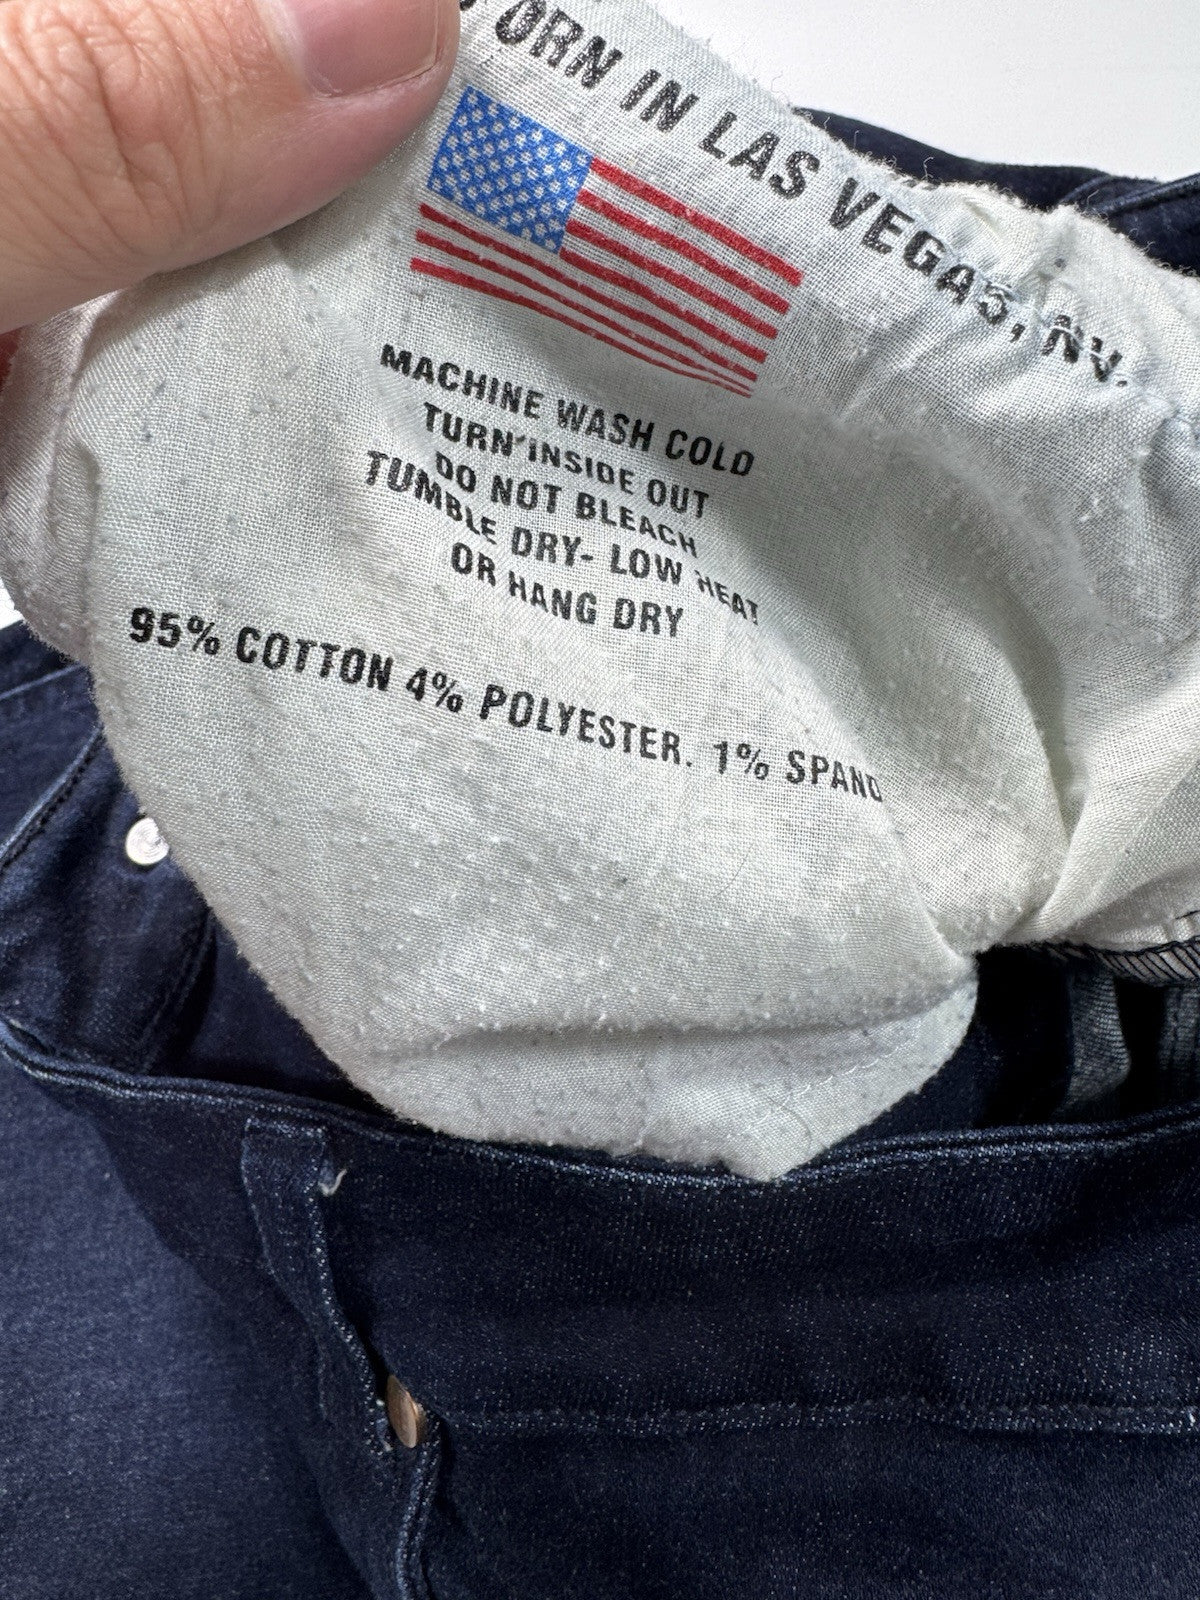 BORN IN LAS VEGAS, NV.
MACHINE WASH COLD
TURN INSIDE OUT
DO NOT BLEACH
TUMBLE DRY- LOW HEAT
OR HANG DRY
95% COTTON 4% POLYESTER. 1% SPAND